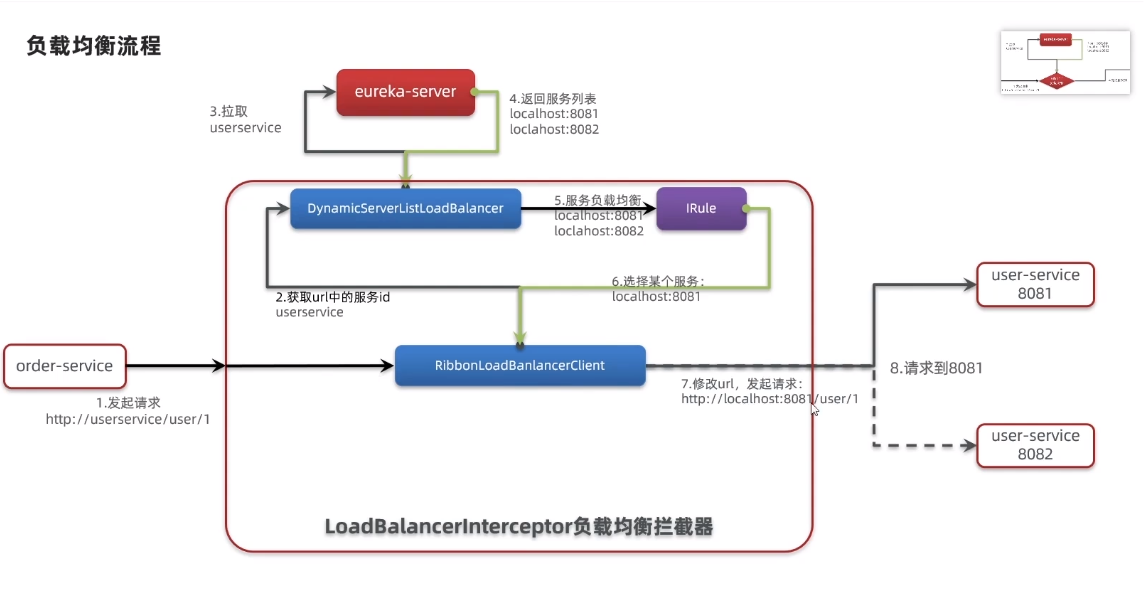 负载均衡流程
eureka-server
3.拉取
userservice
4.返回服务列表
localhost:8081
loclahost:8082
DynamicServerListLoadBalancer
5.服务负载均衡
localhost:8081
loclahost:8082
IRule
2.获取url中的服务id
userservice
6.选择某个服务：
localhost:8081
user-service
8081
order-service
RibbonLoadBanlancerClient
8.请求到8081
1.发起请求
http://userservice/user/1
7.修改url，发起请求：
http://localhost:8081/user/1
user-service
8082
LoadBalancerInterceptor负载均衡拦截器